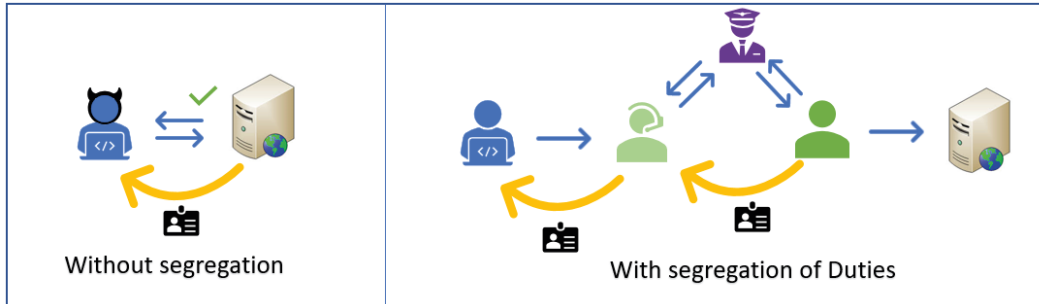 </>
</>
Without segregation
With segregation of Duties